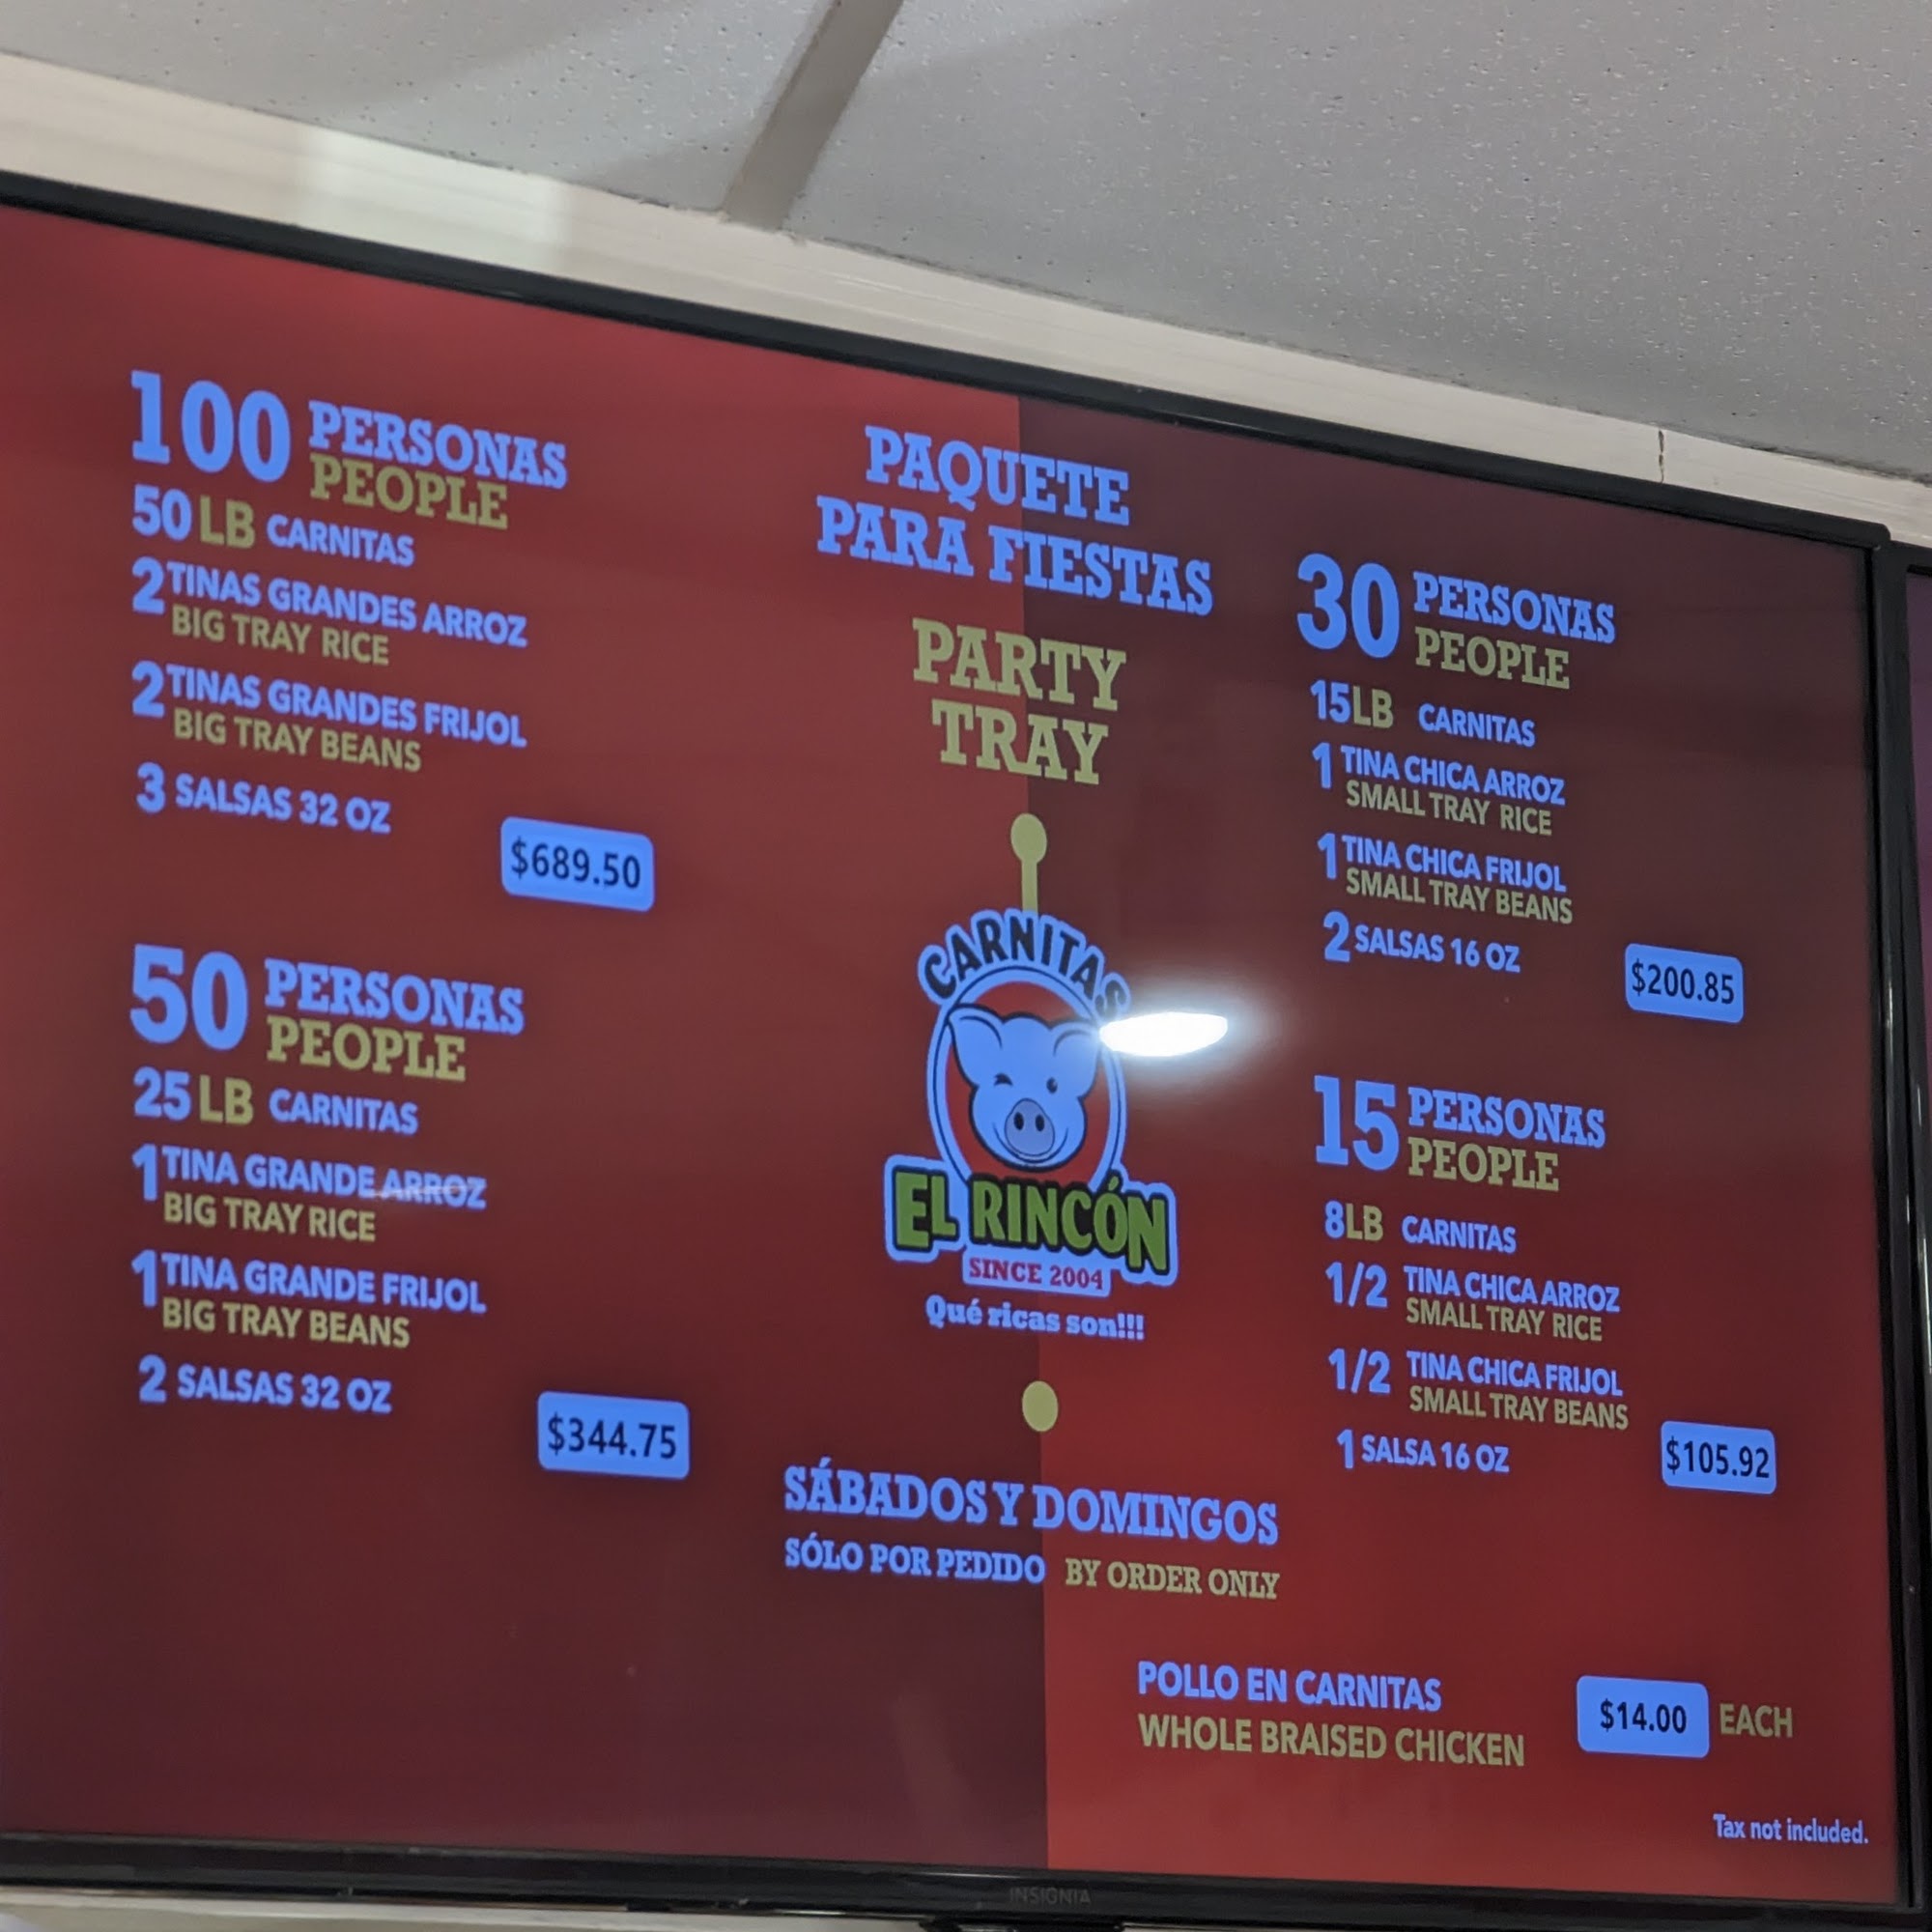 100 PERSONAS
PEOPLE
50 LB CARNITAS
2 TINAS GRANDES ARROZ
BIG TRAY RICE
2 TINAS GRANDES FRIJOL
BIG TRAY BEANS
3 SALSAS 32 OZ
$689.50
50 PERSONAS
PEOPLE
25 LB CARNITAS
1 TINA GRANDE ARROZ
BIG TRAY RICE
1 TINA GRANDE FRIJOL
BIG TRAY BEANS
2 SALSAS 32 OZ
$344.75
PAQUETE
PARA FIESTAS
PARTY
TRAY
CARNITAS
EL RINCÓN
SINCE 2004
Qué ricas son!!!
SÁBADOS Y DOMINGOS
SÓLO POR PEDIDO BY ORDER ONLY
30 PERSONAS
PEOPLE
15LB CARNITAS
1 TINA CHICA ARROZ
SMALL TRAY RICE
1 TINA CHICA FRIJOL
SMALL TRAY BEANS
2 SALSAS 16 OZ
$200.85
15 PERSONAS
PEOPLE
8LB CARNITAS
1/2 TINA CHICA ARROZ
SMALL TRAY RICE
1/2 TINA CHICA FRIJOL
SMALL TRAY BEANS
1 SALSA 16 OZ
$105.92
POLLO EN CARNITAS
WHOLE BRAISED CHICKEN
$14.00 EACH
Tax not included.
INSIGNIA